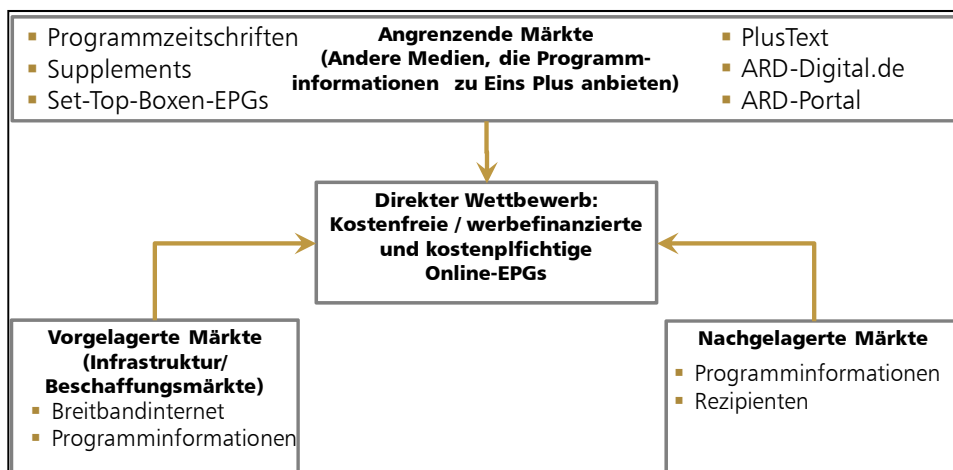 ▪ Programmzeitschriften
▪ Supplements
▪ Set-Top-Boxen-EPGs
Angrenzende Märkte
(Andere Medien, die Programm-
informationen zu Eins Plus anbieten)
▪ PlusText
▪ ARD-Digital.de
▪ ARD-Portal
Direkter Wettbewerb:
Kostenfreie / werbefinanzierte
und kostenplfichtige
Online-EPGs
Vorgelagerte Märkte
(Infrastruktur/
Beschaffungsmärkte)
▪ Breitbandinternet
▪ Programminformationen
Nachgelagerte Märkte
▪ Programminformationen
▪ Rezipienten